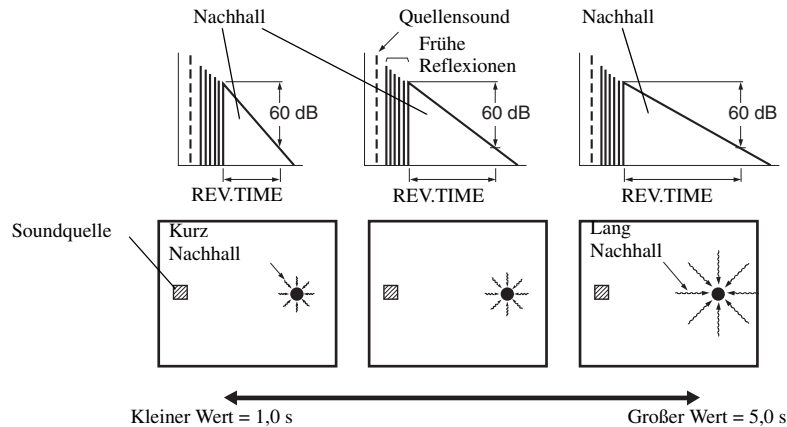 Nachhall
Quellensound
Nachhall
Frühe
Reflexionen
60 dB
60 dB
60 dB
REV.TIME
REV.TIME
REV.TIME
Soundquelle
Kurz
Nachhall
Lang
Nachhall
Kleiner Wert = 1,0 s
Großer Wert = 5,0 s